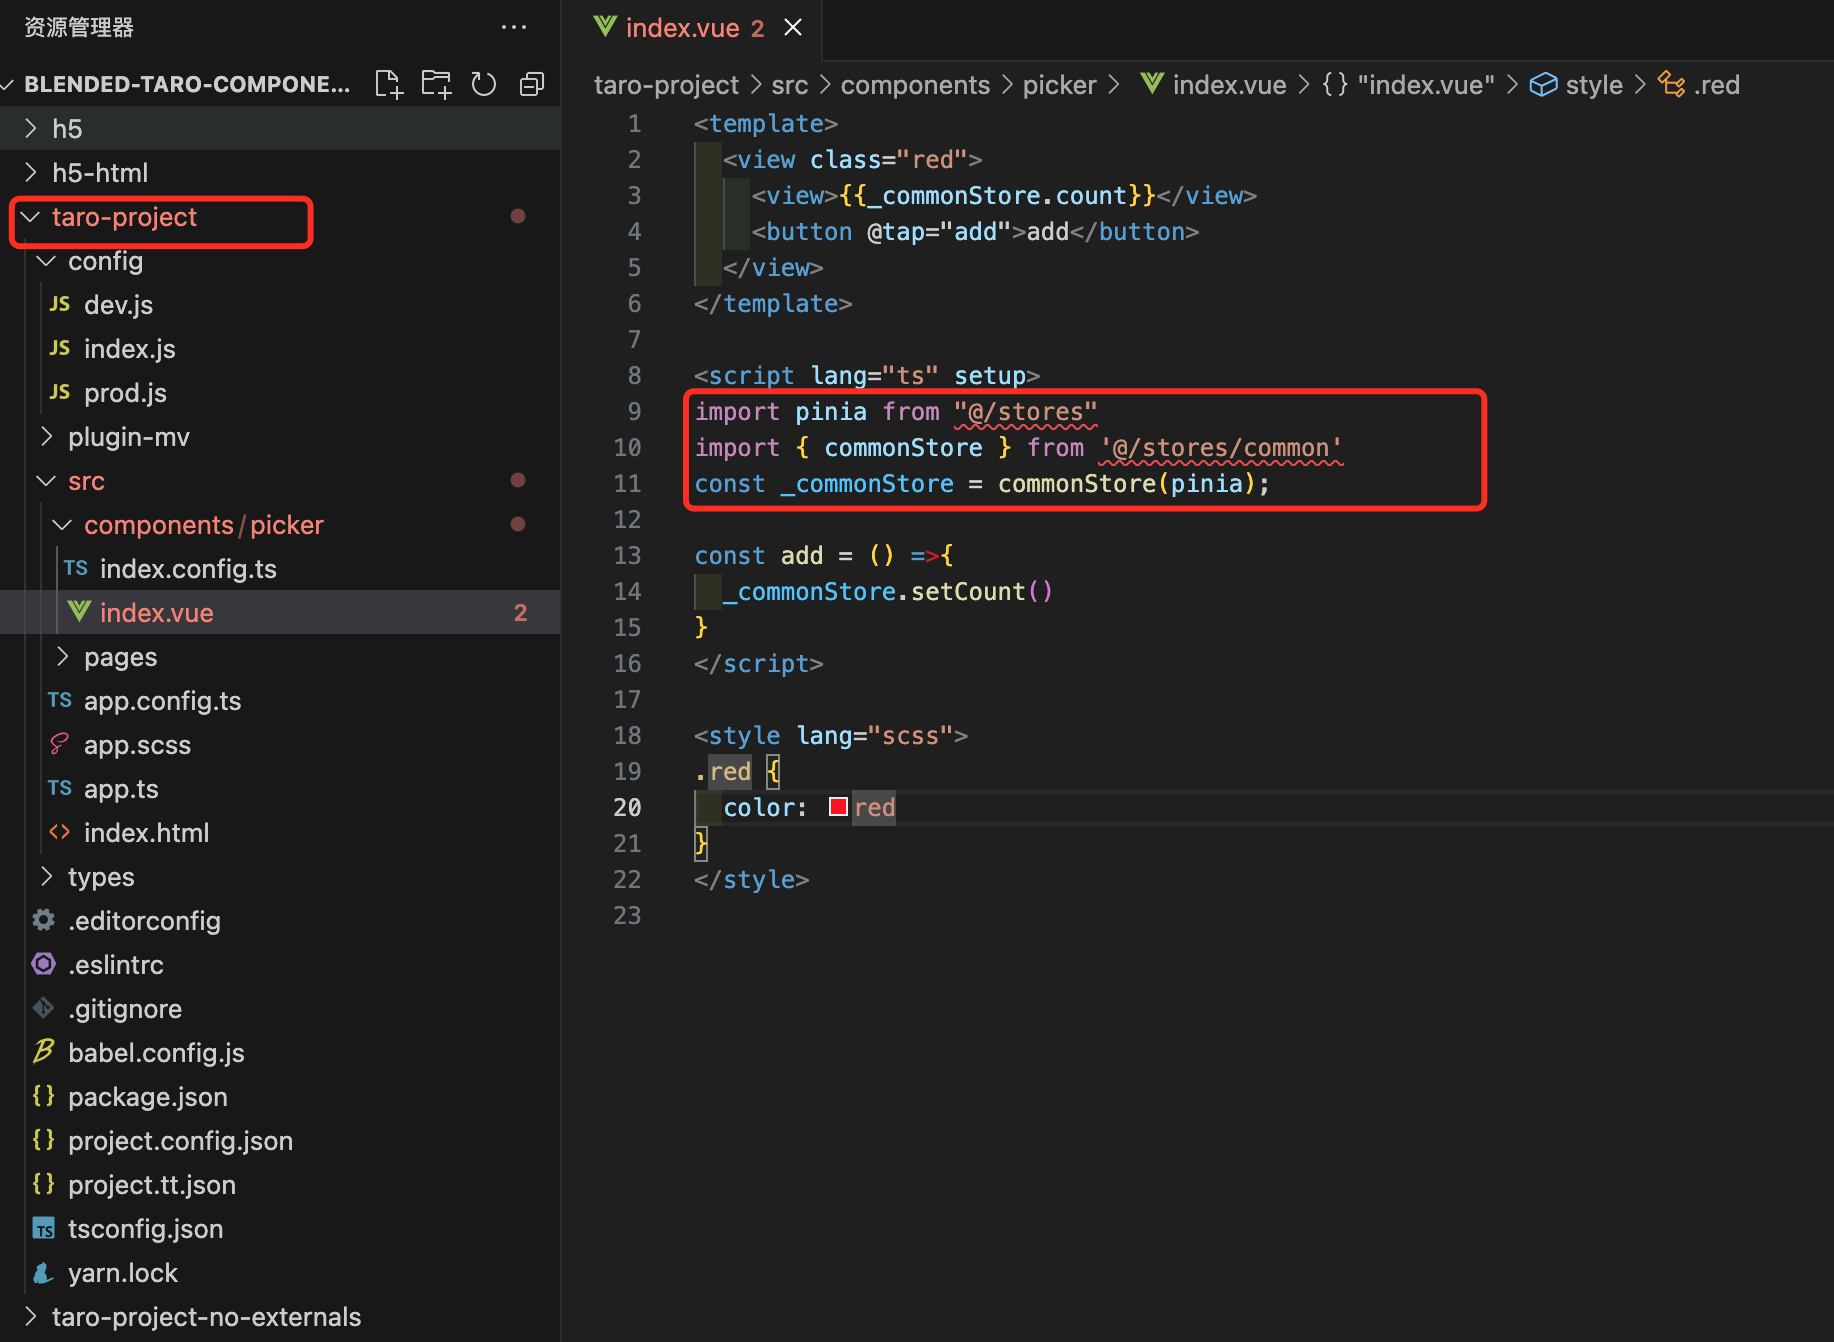 资源管理器
BLENDED-TARO-COMPONE...
h5
h5-html
taro-project
config
JS dev.js
JS index.js
JS prod.js
plugin-mv
src
components/picker
TS index.config.ts
index.vue 2
pages
TS app.config.ts
app.scss
TS app.ts
<> index.html
types
.editorconfig
.eslintrc
.gitignore
babel.config.js
{} package.json
{} project.config.json
{} project.tt.json
TS tsconfig.json
yarn.lock
taro-project-no-externals
index.vue 2
taro-project > src > components > picker > index.vue > {} "index.vue" > style > .red
1 <template>
2 <view class="red">
3 <view>{{_commonStore.count}}</view>
4 <button @tap="add">add</button>
5 </view>
6 </template>
7
8 <script lang="ts" setup>
9 import pinia from "@/stores"
10 import { commonStore } from '@/stores/common'
11 const _commonStore = commonStore(pinia);
12
13 const add = () =>{
14 _commonStore.setCount()
15 }
16 </script>
17
18 <style lang="scss">
19 .red {
20 color: red
21 }
22 </style>
23